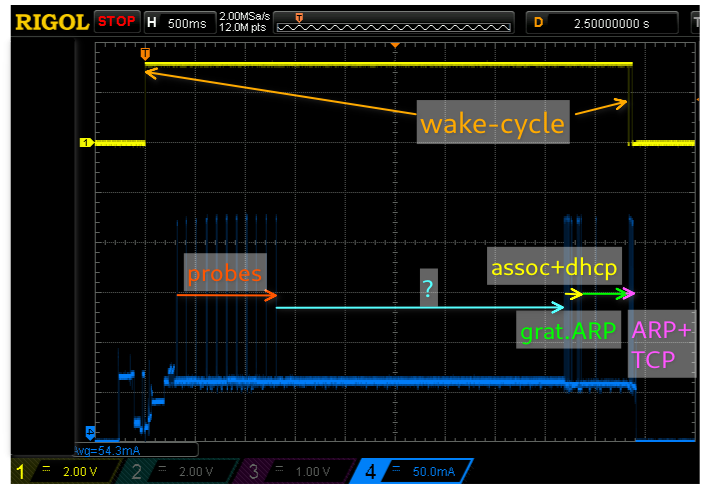 RIGOL STOP H 500ms 2.00MSa/s D 2.50000000 s T
12.0M pts
T
T
wake-cycle
1
probes
?
assoc+dhcp
grat.ARP
ARP+
TCP
Avg=54.3mA
1 = 2.00 V 2 = 2.00 V 3 = 1.00 V 4 = 50.0mA